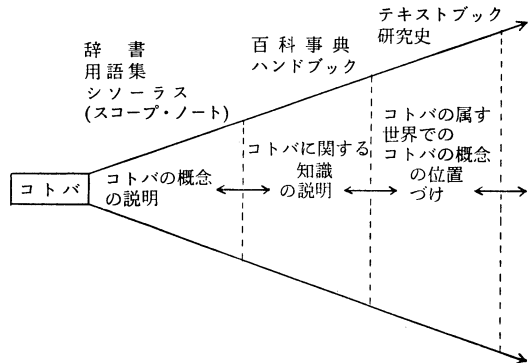 テキストブック
研究史
百科事典
ハンドブック
辞書
用語集
シソーラス
(スコープ・ノート)
コトバ
コトバの概念
の説明
コトバに関する
知識
の説明
コトバの属す
世界での
コトバの概念
の位置
づけ